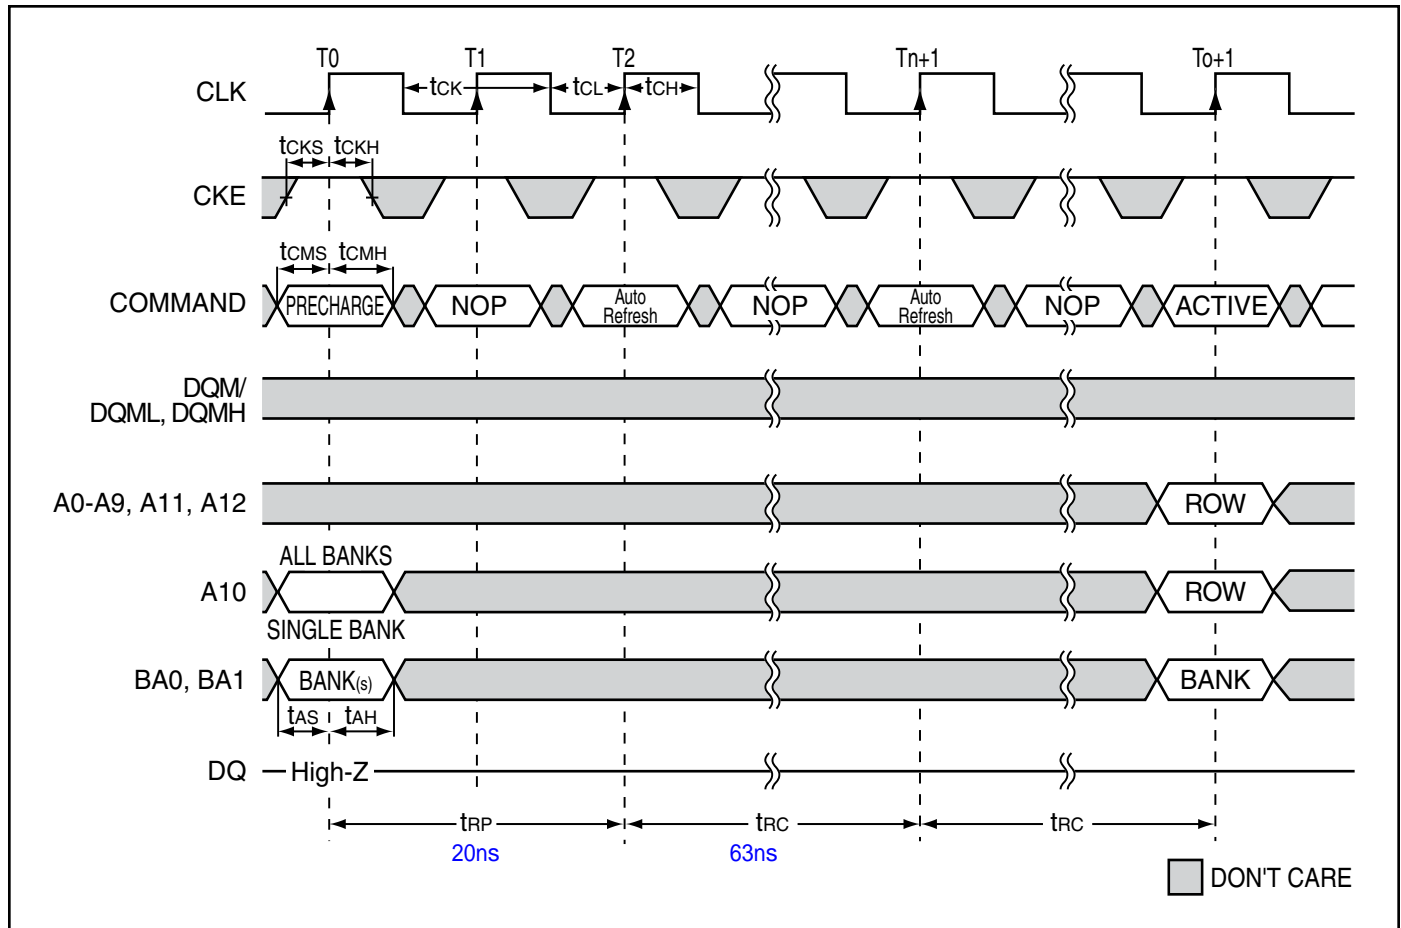 T0 T1 T2 Tn+1 To+1
CLK
tCK tCL tCH
tCKS tCKH
CKE
tCMS tCMH
COMMAND
PRECHARGE NOP Auto Refresh NOP Auto Refresh NOP ACTIVE
DQM/
DQML, DQMH
A0-A9, A11, A12
ROW
ALL BANKS
A10
ROW
SINGLE BANK
BA0, BA1
BANK(s)
BANK
tAS tAH
DQ
High-Z
tRP tRC tRC
20ns 63ns
DON'T CARE